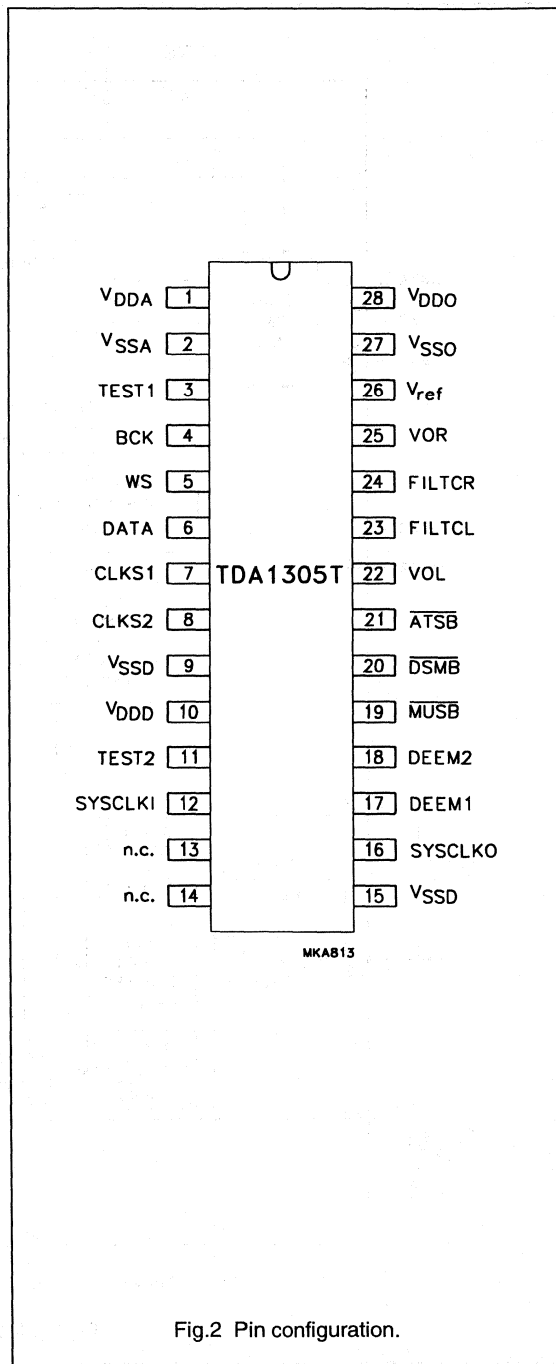 VDDA 1 28 VDDO
VSSA 2 27 VSSO
TEST1 3 26 Vref
BCK 4 25 VOR
WS 5 24 FILTCR
DATA 6 23 FILTCL
CLKS1 7 TDA1305T 22 VOL
CLKS2 8 21 A̅T̅S̅B̅
VSSD 9 20 D̅S̅M̅B̅
VDDD 10 19 M̅U̅S̅B̅
TEST2 11 18 DEEM2
SYSCLKI 12 17 DEEM1
n.c. 13 16 SYSCLKO
n.c. 14 15 VSSD
MKA813
Fig.2 Pin configuration.